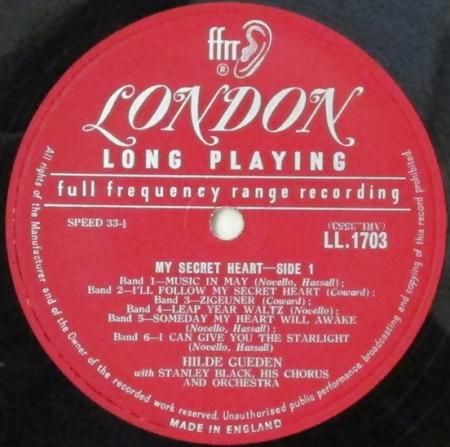 ffrr
®
LONDON
LONG PLAYING
full frequency range recording
SPEED 33⅓
(ARL.3553)
LL.1703
MY SECRET HEART—SIDE 1
Band 1—MUSIC IN MAY (Novello, Hassall);
Band 2—I'LL FOLLOW MY SECRET HEART (Coward);
Band 3—ZIGEUNER (Coward);
Band 4—LEAP YEAR WALTZ (Novello);
Band 5—SOMEDAY MY HEART WILL AWAKE
(Novello, Hassall);
Band 6—I CAN GIVE YOU THE STARLIGHT
(Novello, Hassall)
HILDE GUEDEN
with STANLEY BLACK, HIS CHORUS
AND ORCHESTRA
All rights of the Manufacturer and of the Owner of the recorded work reserved. Unauthorised public performance, broadcasting and copying of this record prohibited.
MADE IN ENGLAND